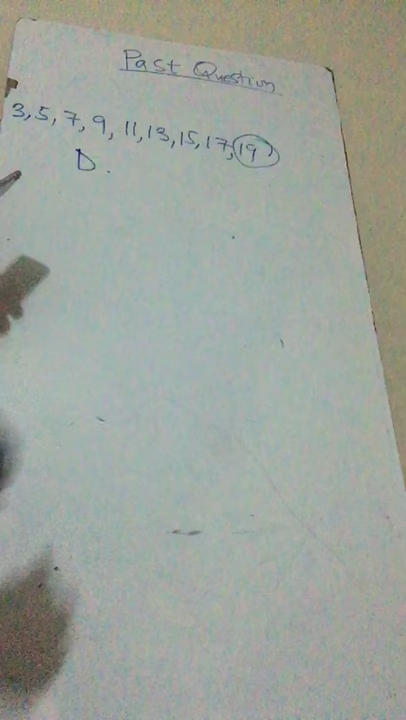 Past Question
3, 5, 7, 9, 11, 13, 15, 17, 19
D.